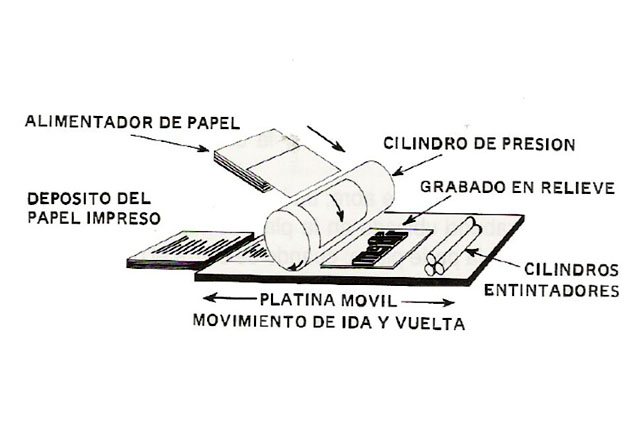 ALIMENTADOR DE PAPEL
CILINDRO DE PRESION
GRABADO EN RELIEVE
DEPOSITO DEL
PAPEL IMPRESO
CILINDROS
ENTINTADORES
PLATINA MOVIL
MOVIMIENTO DE IDA Y VUELTA